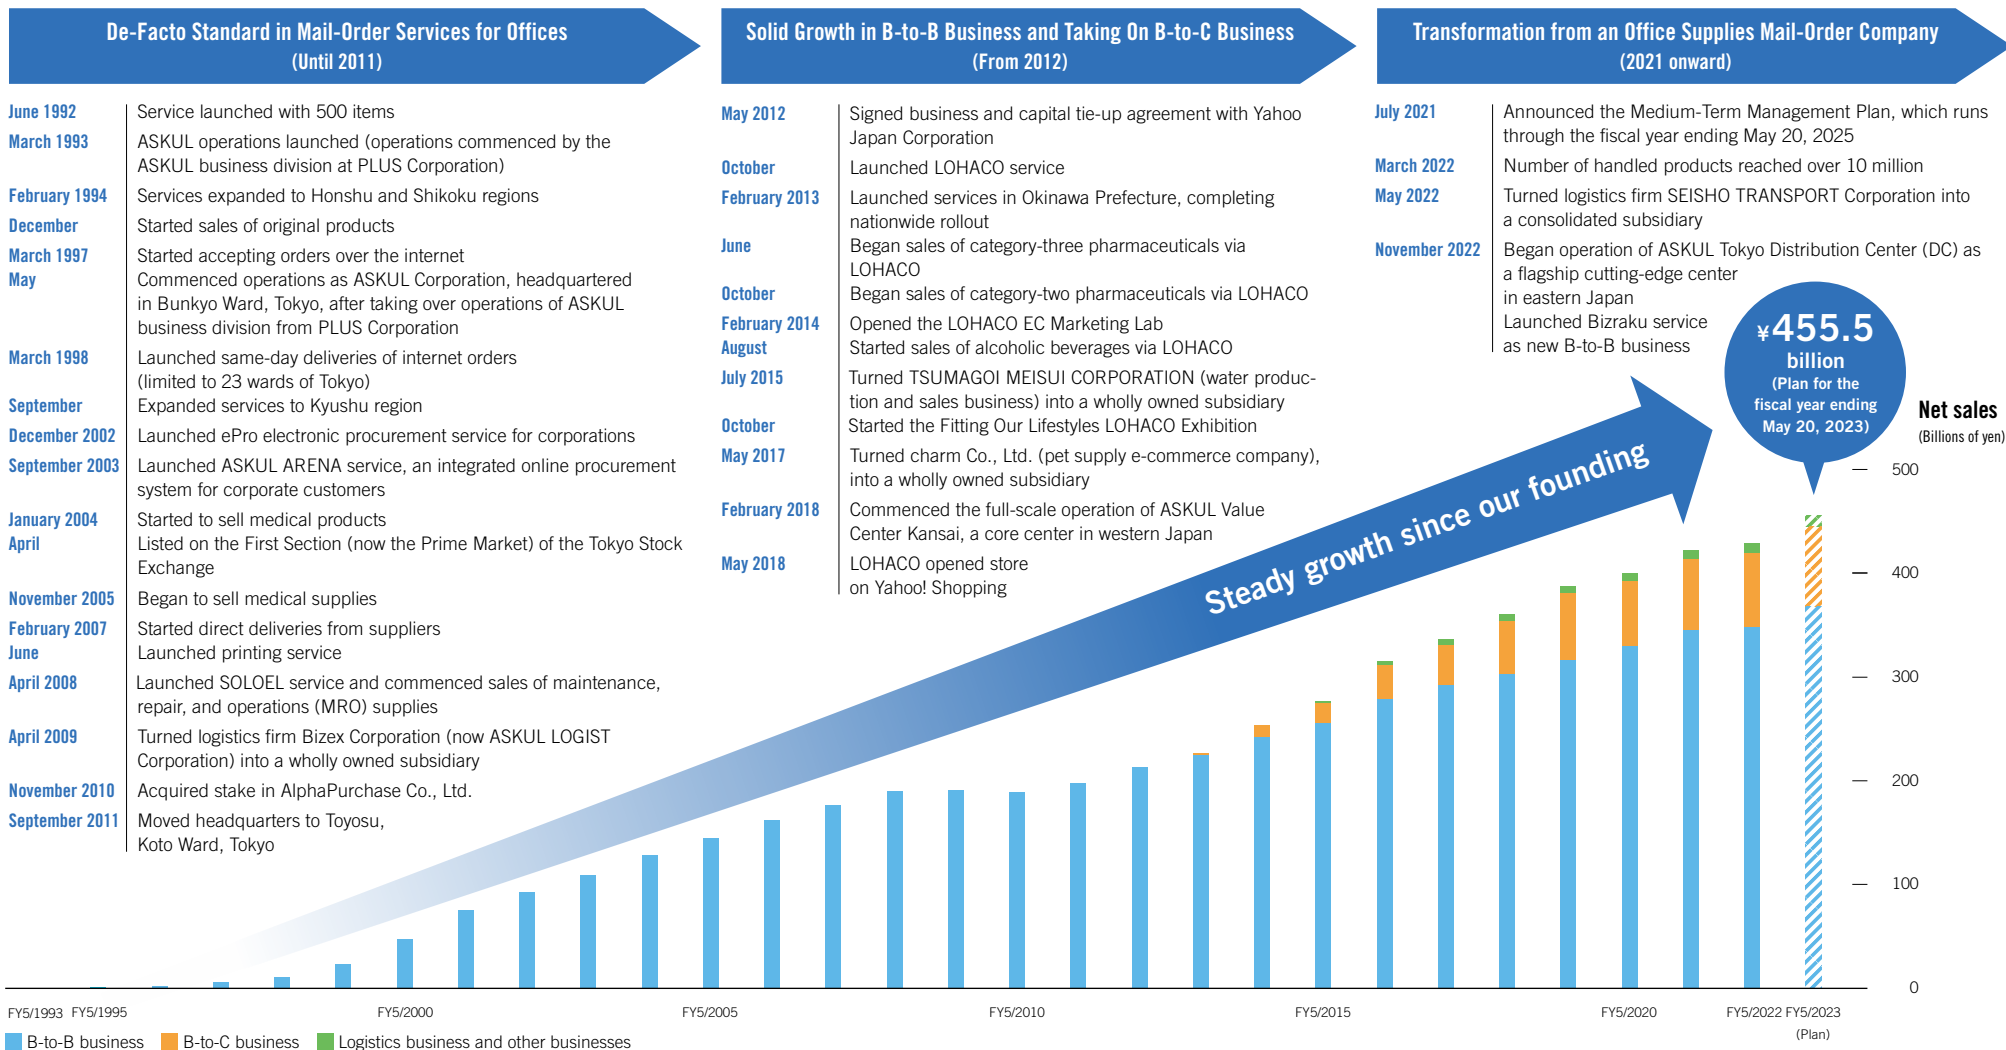 De-Facto Standard in Mail-Order Services for Offices
(Until 2011)
June 1992 Service launched with 500 items
March 1993 ASKUL operations launched (operations commenced by the
ASKUL business division at PLUS Corporation)
February 1994 Services expanded to Honshu and Shikoku regions
December Started sales of original products
March 1997 Started accepting orders over the internet
May Commenced operations as ASKUL Corporation, headquartered
in Bunkyo Ward, Tokyo, after taking over operations of ASKUL
business division from PLUS Corporation
March 1998 Launched same-day deliveries of internet orders
(limited to 23 wards of Tokyo)
September Expanded services to Kyushu region
December 2002 Launched ePro electronic procurement service for corporations
September 2003 Launched ASKUL ARENA service, an integrated online procurement
system for corporate customers
January 2004 Started to sell medical products
April Listed on the First Section (now the Prime Market) of the Tokyo Stock
Exchange
November 2005 Began to sell medical supplies
February 2007 Started direct deliveries from suppliers
June Launched printing service
April 2008 Launched SOLOEL service and commenced sales of maintenance,
repair, and operations (MRO) supplies
April 2009 Turned logistics firm Bizex Corporation (now ASKUL LOGIST
Corporation) into a wholly owned subsidiary
November 2010 Acquired stake in AlphaPurchase Co., Ltd.
September 2011 Moved headquarters to Toyosu,
Koto Ward, Tokyo
Solid Growth in B-to-B Business and Taking On B-to-C Business
(From 2012)
May 2012 Signed business and capital tie-up agreement with Yahoo
Japan Corporation
October Launched LOHACO service
February 2013 Launched services in Okinawa Prefecture, completing
nationwide rollout
June Began sales of category-three pharmaceuticals via
LOHACO
October Began sales of category-two pharmaceuticals via LOHACO
February 2014 Opened the LOHACO EC Marketing Lab
August Started sales of alcoholic beverages via LOHACO
July 2015 Turned TSUMAGOI MEISUI CORPORATION (water produc-
tion and sales business) into a wholly owned subsidiary
October Started the Fitting Our Lifestyles LOHACO Exhibition
May 2017 Turned charm Co., Ltd. (pet supply e-commerce company),
into a wholly owned subsidiary
February 2018 Commenced the full-scale operation of ASKUL Value
Center Kansai, a core center in western Japan
May 2018 LOHACO opened store
on Yahoo! Shopping
Transformation from an Office Supplies Mail-Order Company
(2021 onward)
July 2021 Announced the Medium-Term Management Plan, which runs
through the fiscal year ending May 20, 2025
March 2022 Number of handled products reached over 10 million
May 2022 Turned logistics firm SEISHO TRANSPORT Corporation into
a consolidated subsidiary
November 2022 Began operation of ASKUL Tokyo Distribution Center (DC) as
a flagship cutting-edge center
in eastern Japan
Launched Bizraku service
as new B-to-B business
¥455.5
billion
(Plan for the
fiscal year ending
May 20, 2023)
Steady growth since our founding
Net sales
(Billions of yen)
500
400
300
200
100
0
FY5/1993 FY5/1995 FY5/2000 FY5/2005 FY5/2010 FY5/2015 FY5/2020 FY5/2022 FY5/2023
(Plan)
B-to-B business B-to-C business Logistics business and other businesses